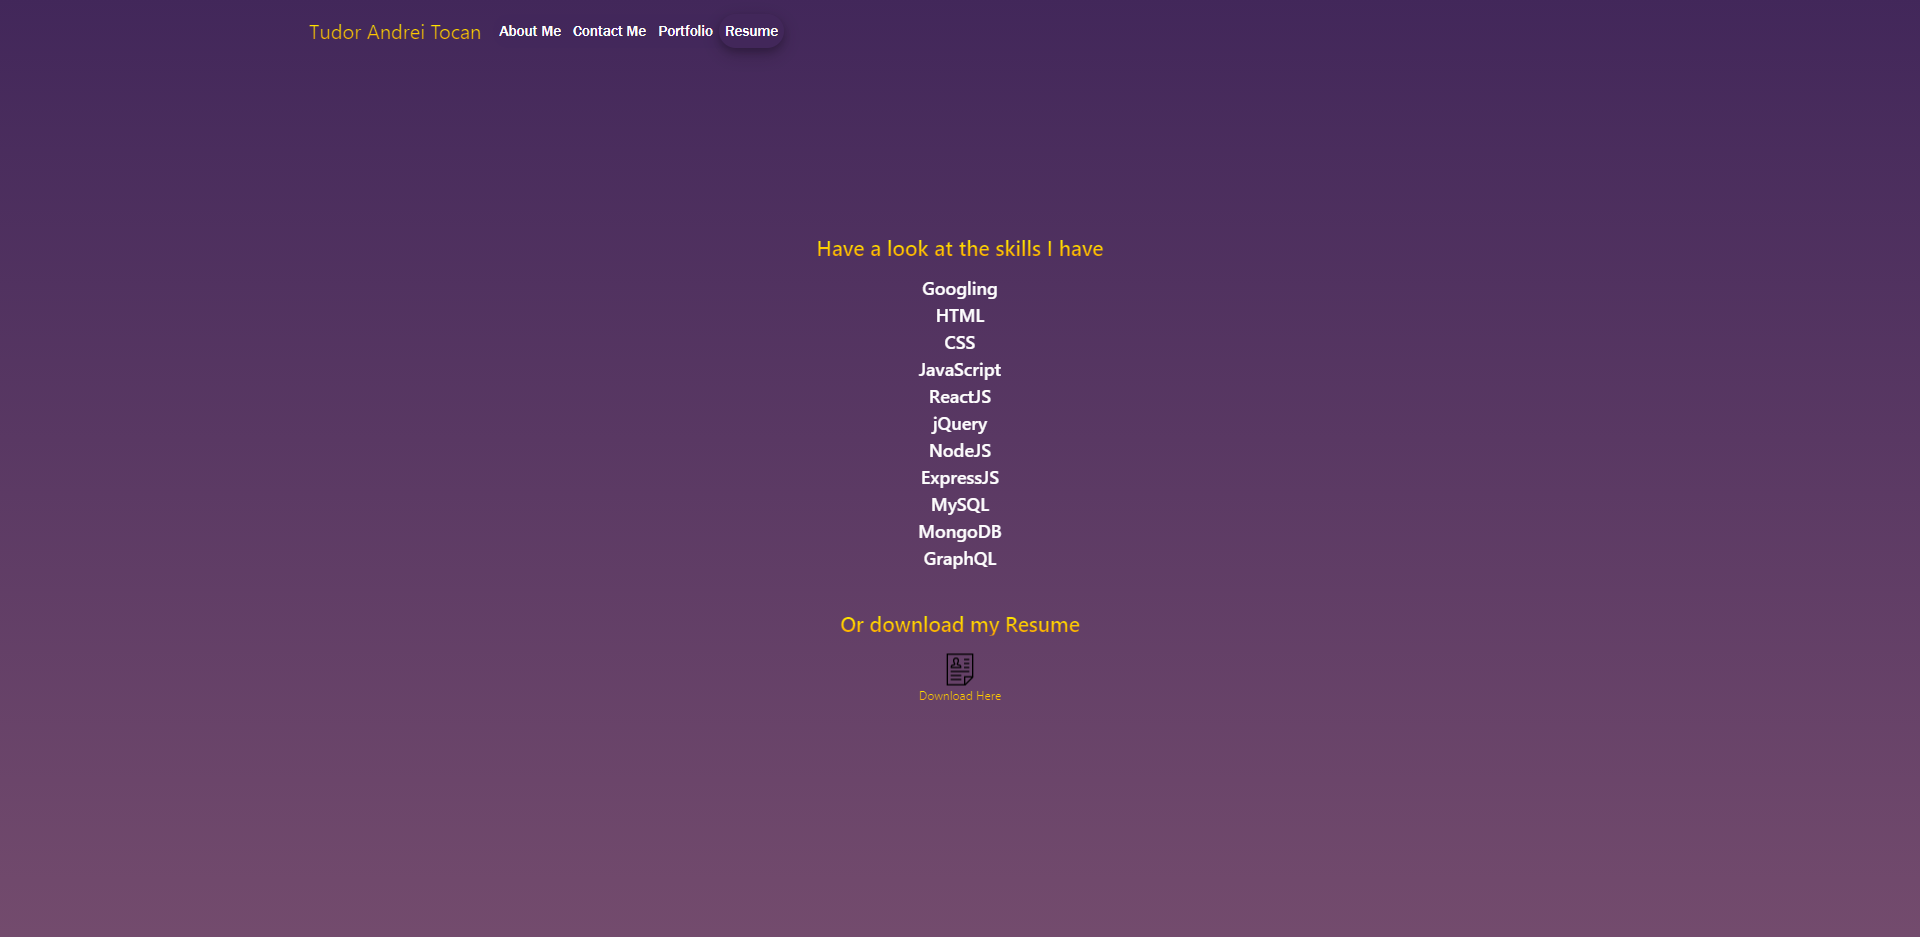 Tudor Andrei Tocan About Me Contact Me Portfolio Resume
Have a look at the skills I have
Googling
HTML
CSS
JavaScript
ReactJS
jQuery
NodeJS
ExpressJS
MySQL
MongoDB
GraphQL
Or download my Resume
Download Here